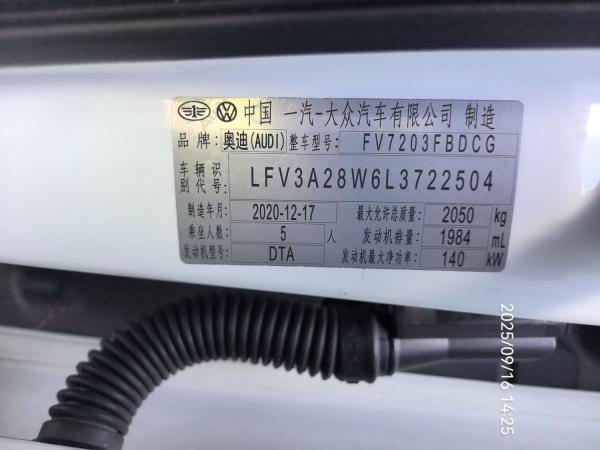 中国 一汽-大众汽车有限公司 制造
品牌: 奥迪(AUDI) 整车型号: FV7203FBDCG
车辆识别代号: LFV3A28W6L3722504
制造年月: 2020-12-17 最大允许总质量: 2050 kg
乘坐人数: 5 人 发动机排量: 1984 mL
发动机型号: DTA 发动机最大净功率: 140 kW
2025/09/16 14:25